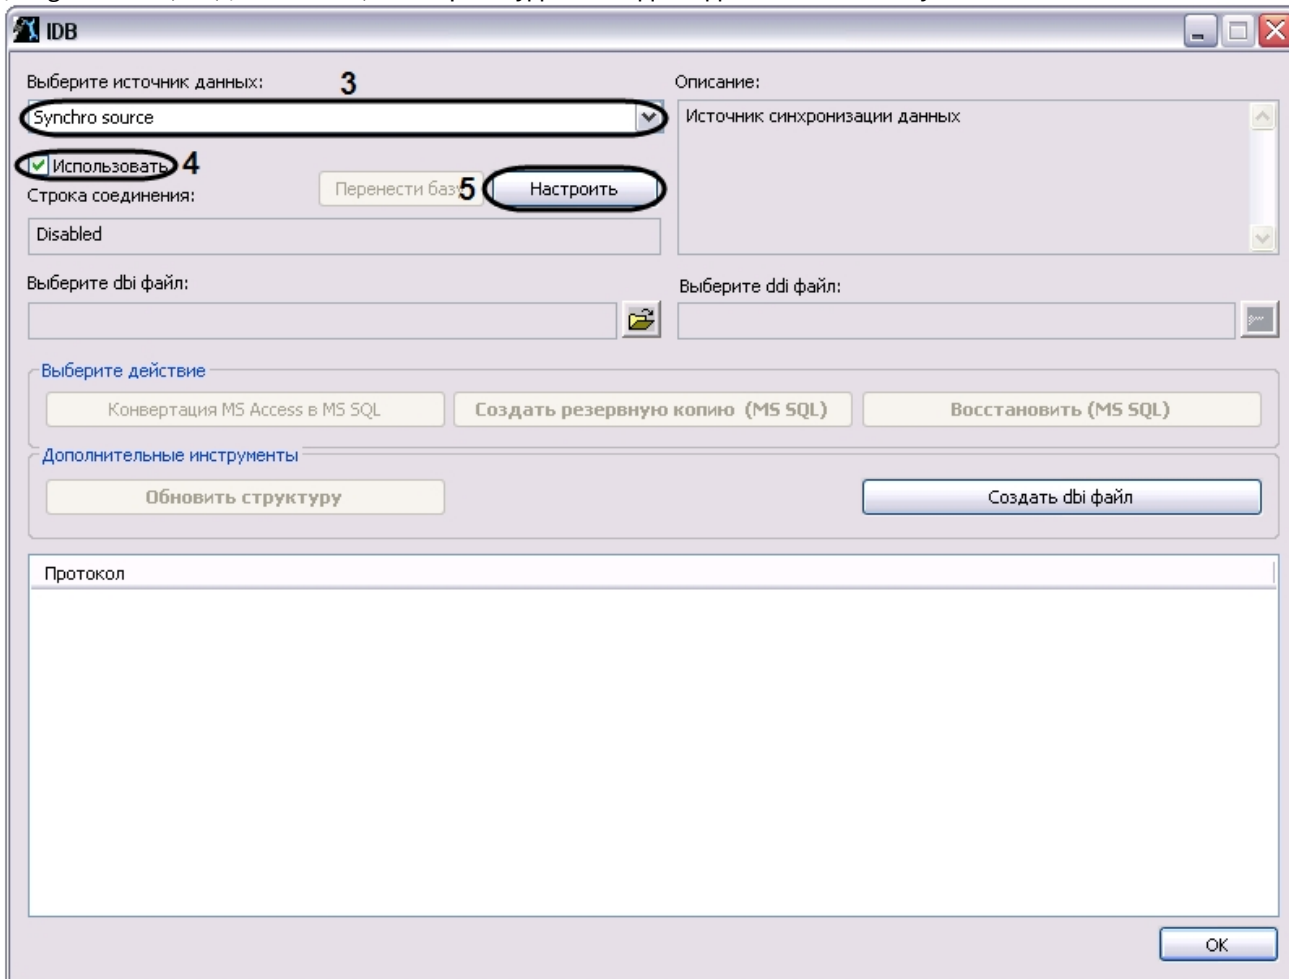 IDB
Выберите источник данных:
3
Описание:
Synchro source
Источник синхронизации данных
Использовать
4
Строка соединения:
Перенести базу
5
Настроить
Disabled
Выберите dbi файл:
Выберите ddi файл:
Выберите действие
Конвертация MS Access в MS SQL
Создать резервную копию (MS SQL)
Восстановить (MS SQL)
Дополнительные инструменты
Обновить структуру
Создать dbi файл
Протокол
OK